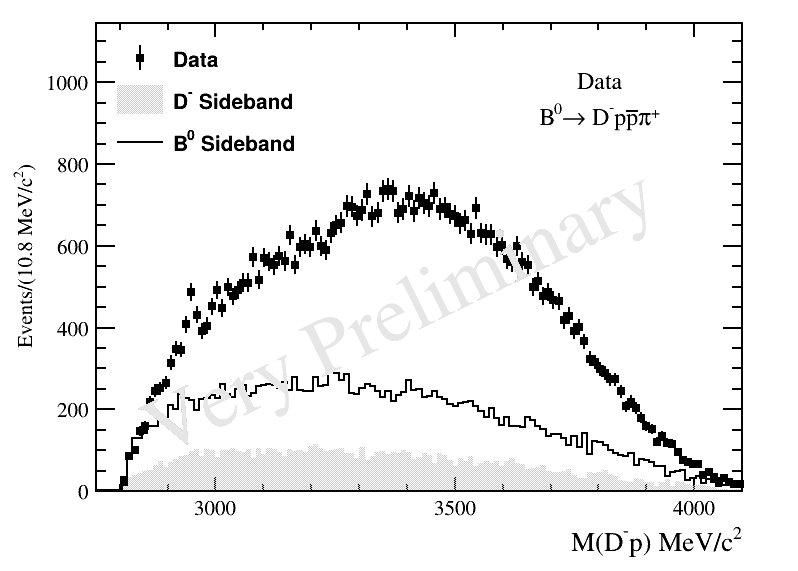 Data
D- Sideband
B0 Sideband
Data
B0→ D-pp̅π+
Very Preliminary
Events/(10.8 MeV/c2)
1000
800
600
400
200
0
3000 3500 4000
M(D-p) MeV/c2